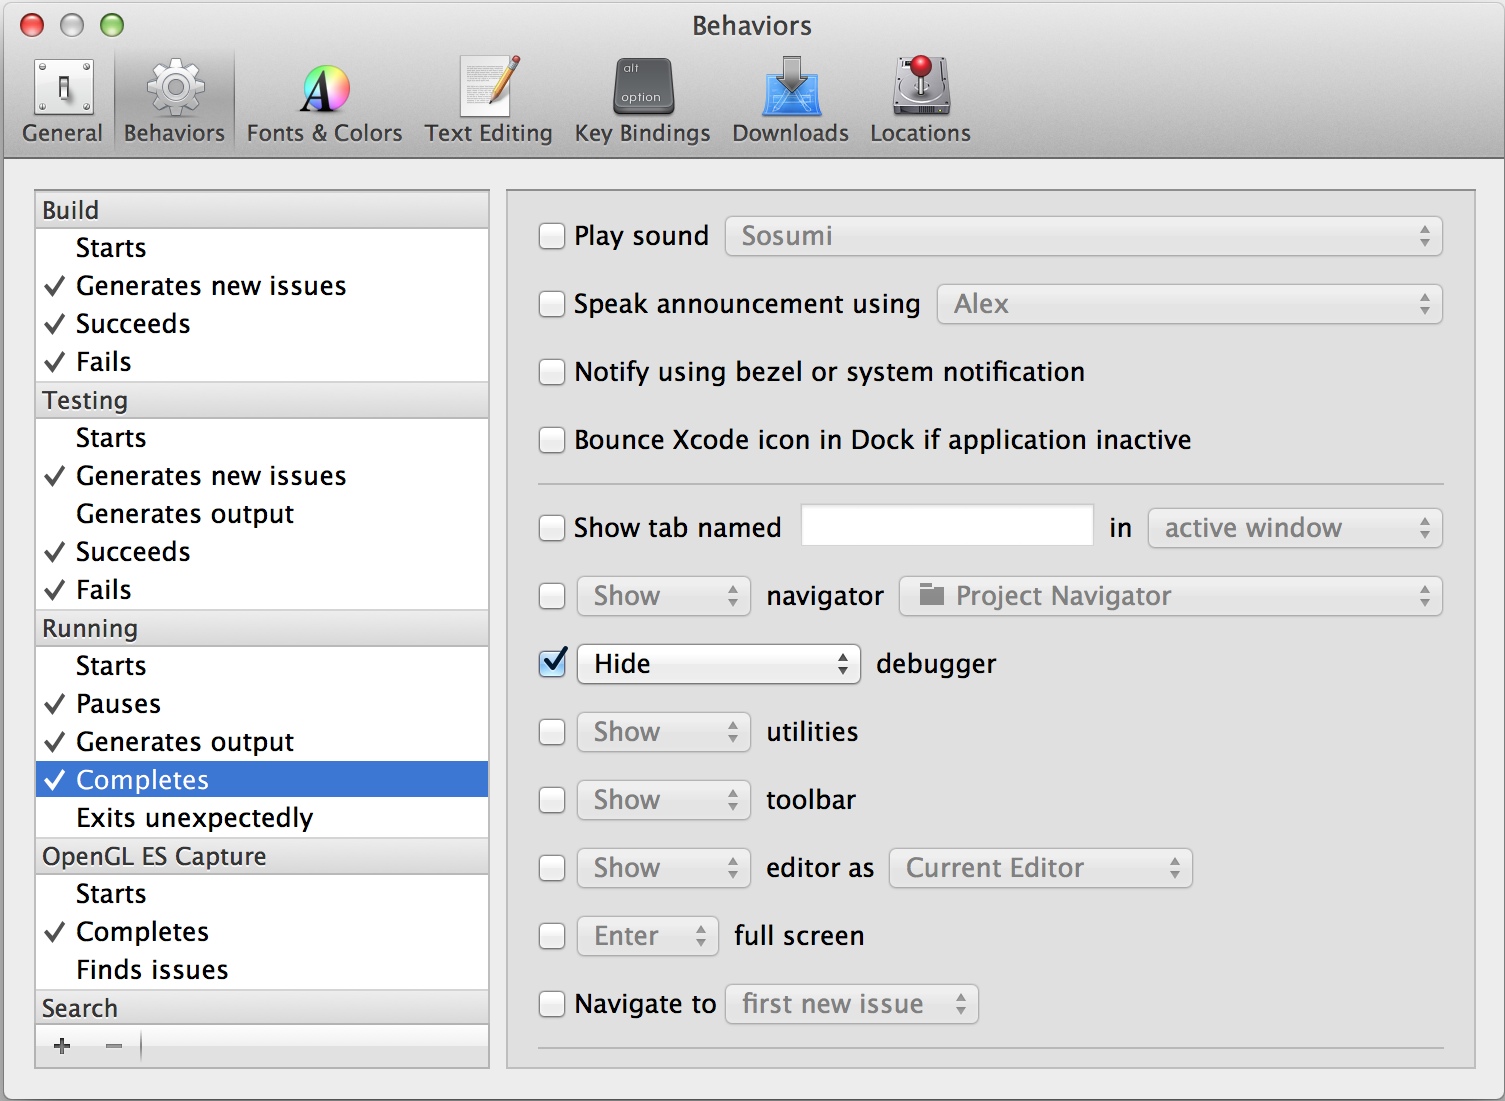 Behaviors
alt
option
General Behaviors Fonts & Colors Text Editing Key Bindings Downloads Locations
Build
Starts
Generates new issues
Succeeds
Fails
Testing
Starts
Generates new issues
Generates output
Succeeds
Fails
Running
Starts
Pauses
Generates output
Completes
Exits unexpectedly
OpenGL ES Capture
Starts
Completes
Finds issues
Search
Play sound Sosumi
Speak announcement using Alex
Notify using bezel or system notification
Bounce Xcode icon in Dock if application inactive
Show tab named in active window
Show navigator Project Navigator
Hide debugger
Show utilities
Show toolbar
Show editor as Current Editor
Enter full screen
Navigate to first new issue